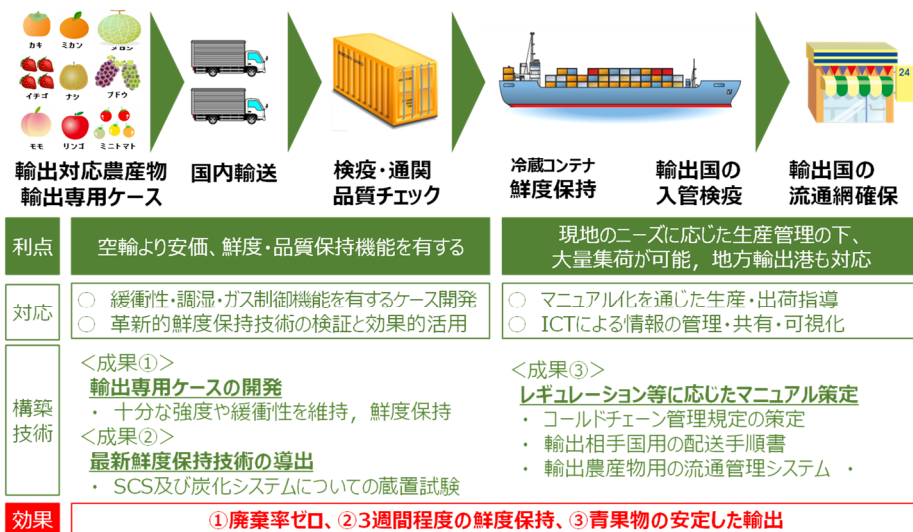 カキ ミカン メロン
イチゴ ナシ ブドウ
モモ リンゴ ミニトマト
24
輸出対応農産物
輸出専用ケース
国内輸送
検疫・通関
品質チェック
冷蔵コンテナ
鮮度保持
輸出国の
入管検疫
輸出国の
流通網確保
利点
空輸より安価、鮮度・品質保持機能を有する
現地のニーズに応じた生産管理の下、
大量集荷が可能，地方輸出港も対応
対応
○ 緩衝性・調湿・ガス制御機能を有するケース開発
○ 革新的鮮度保持技術の検証と効果的活用
○ マニュアル化を通じた生産・出荷指導
○ ICTによる情報の管理・共有・可視化
構築
技術
＜成果①＞
輸出専用ケースの開発
・ 十分な強度や緩衝性を維持，鮮度保持
＜成果②＞
最新鮮度保持技術の導出
・ SCS及び炭化システムについての蔵置試験
＜成果③＞
レギュレーション等に応じたマニュアル策定
・ コールドチェーン管理規定の策定
・ 輸出相手国用の配送手順書
・ 輸出農産物用の流通管理システム ・
効果
①廃棄率ゼロ、②３週間程度の鮮度保持、③青果物の安定した輸出